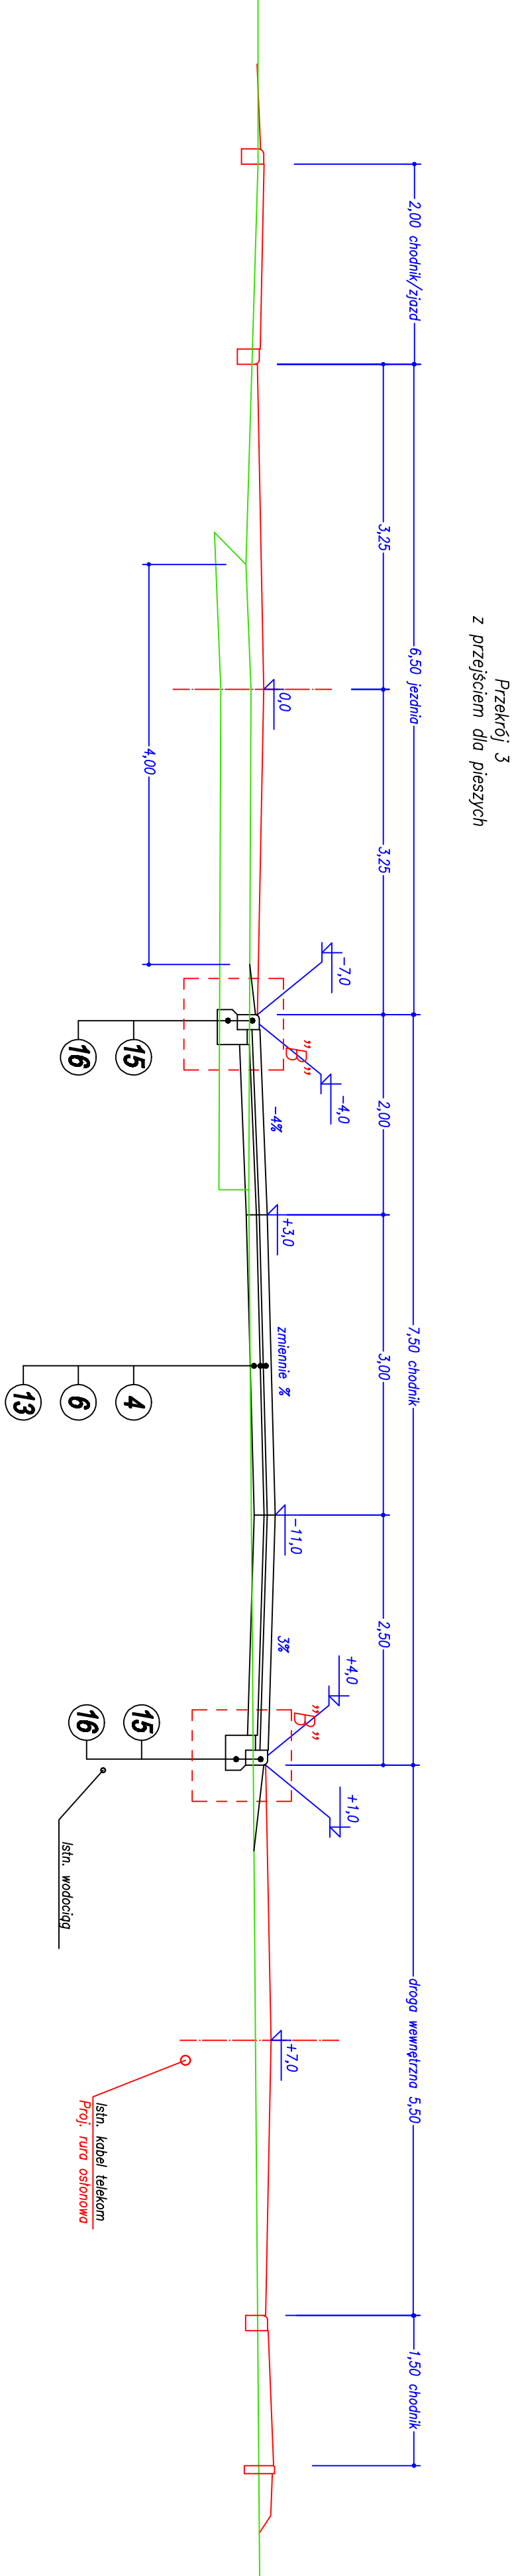 Przekrój 3
z przejściem dla pieszych
2,00 chodnik/zjazd
6,50 jezdnia
7,50 chodnik
droga wewnętrzna 5,50
1,50 chodnik
3,25
3,25
2,00
3,00
2,50
-7,0
-4,0
+4,0
+1,0
0,0
„B”
-4%
+3,0
zmiennie %
-11,0
3%
„B”
+7,0
4,00
15
16
4
6
13
15
16
Istn. wodociąg
Istn. kabel telekom
Proj. rura osłonowa